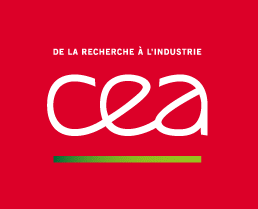 DE LA RECHERCHE À L'INDUSTRIE
cea